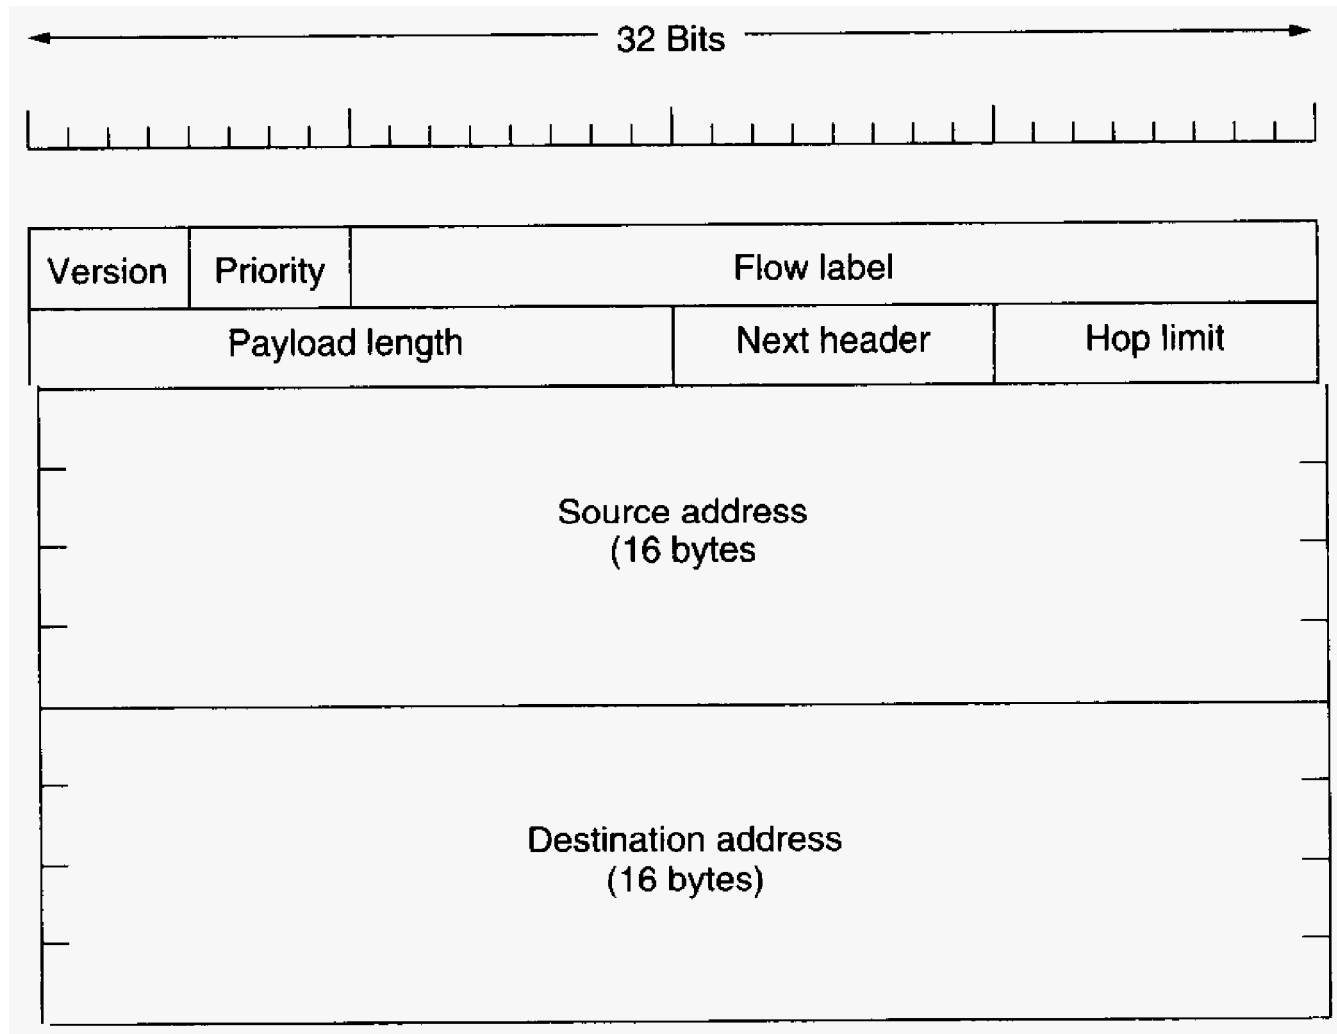 32 Bits
Version Priority Flow label
Payload length Next header Hop limit
Source address
(16 bytes
Destination address
(16 bytes)